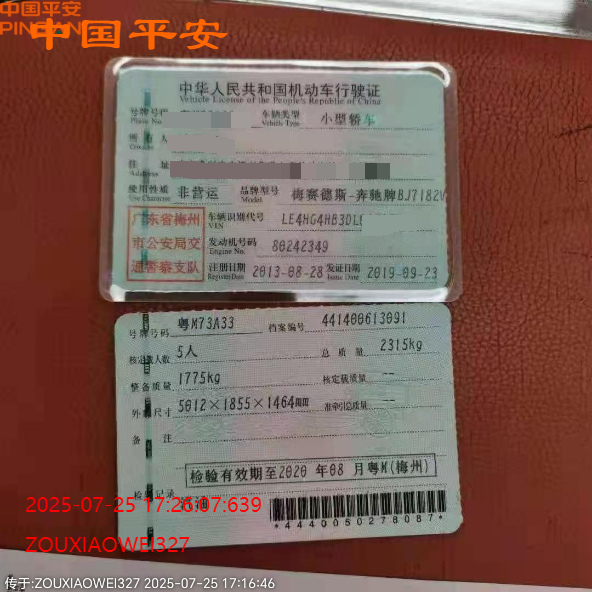 中国平安
中国平安
中华人民共和国机动车行驶证
Vehicle License of the People's Republic of China
号牌号码 车辆类型 小型轿车
Plate No. Vehicle Type
所有人
住址
使用性质 非营运 品牌型号 梅赛德斯-奔驰牌BJ7182V
Use Character Model
广东省梅州市公安局交通警察支队
车辆识别代号 LE4HG4HB3DL
VIN
发动机号码 80242349
Engine No.
注册日期 2013-08-28 发证日期 2019-09-23
Register Date Issue Date
号牌号码 粤M73A33 档案编号 441400613091
核定载人数 5人 总质量 2315kg
整备质量 1775kg 核定载质量 --
外廓尺寸 5012×1855×1464mm 准牵引总质量 --
备注
检验有效期至2020年08月粤M(梅州)
检验记录
汽油
*4440050278087*
2025-07-25 17:26:07:639
ZOUXIAOWEI327
传于:ZOUXIAOWEI327 2025-07-25 17:16:46